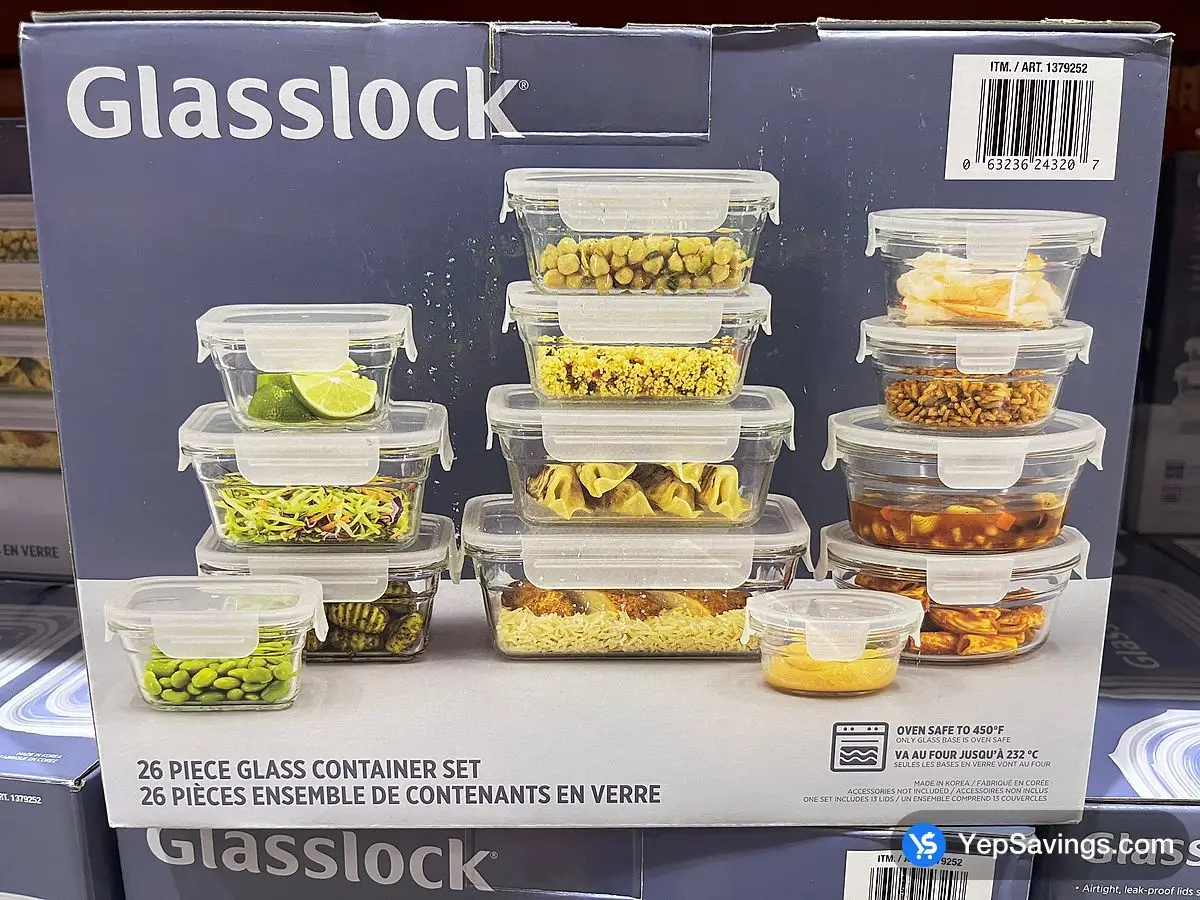 Glasslock®
ITM. / ART. 1379252
0 63236 24320 7
EN VERRE
26 PIECE GLASS CONTAINER SET
26 PIÈCES ENSEMBLE DE CONTENANTS EN VERRE
OVEN SAFE TO 450°F
ONLY GLASS BASE IS OVEN SAFE
VA AU FOUR JUSQU'À 232 °C
SEULES LES BASES EN VERRE VONT AU FOUR
MADE IN KOREA / FABRIQUÉ EN CORÉE
ACCESSORIES NOT INCLUDED / ACCESSOIRES NON INCLUS
ONE SET INCLUDES 13 LIDS / UN ENSEMBLE COMPREND 13 COUVERCLES
RT. 1379252
Glasslock®
ITM. / A 9252
YepSavings.com
Glass
• Airtight, leak-proof lids s
Glasslock